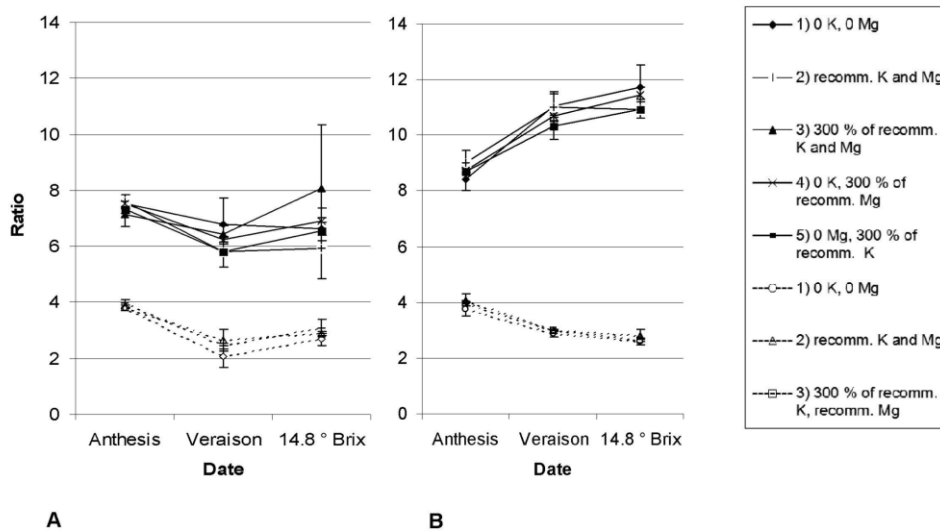 14
12
10
8
6
4
2
0
Ratio
Anthesis Veraison 14.8 ° Brix
Date
A
14
12
10
8
6
4
2
0
Anthesis Veraison 14.8 ° Brix
Date
B
1) 0 K, 0 Mg
2) recomm. K and Mg
3) 300 % of recomm.
K and Mg
4) 0 K, 300 % of
recomm. Mg
5) 0 Mg, 300 % of
recomm. K
1) 0 K, 0 Mg
2) recomm. K and Mg
3) 300 % of recomm.
K, recomm. Mg